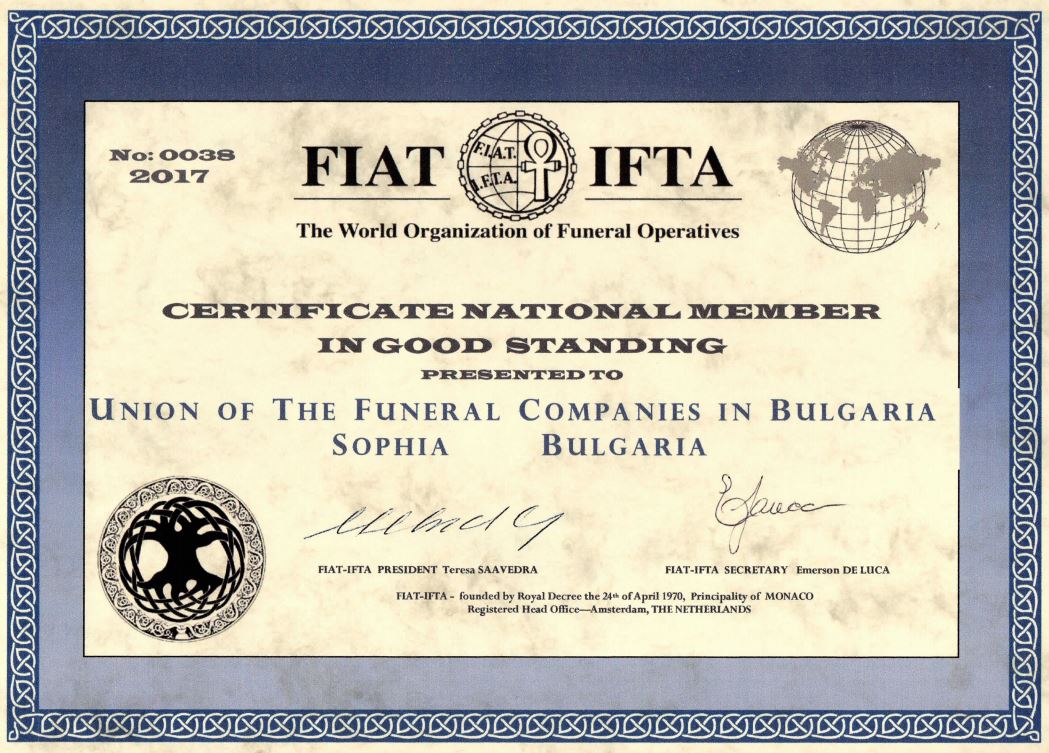 No: 0038
2017
FIAT
F.I.A.T.
I.F.T.A.
IFTA
The World Organization of Funeral Operatives
CERTIFICATE NATIONAL MEMBER
IN GOOD STANDING
PRESENTED TO
UNION OF THE FUNERAL COMPANIES IN BULGARIA
SOPHIA BULGARIA
FIAT-IFTA PRESIDENT Teresa SAAVEDRA
FIAT-IFTA SECRETARY Emerson DE LUCA
FIAT-IFTA – founded by Royal Decree the 24th of April 1970, Principality of MONACO
Registered Head Office—Amsterdam, THE NETHERLANDS